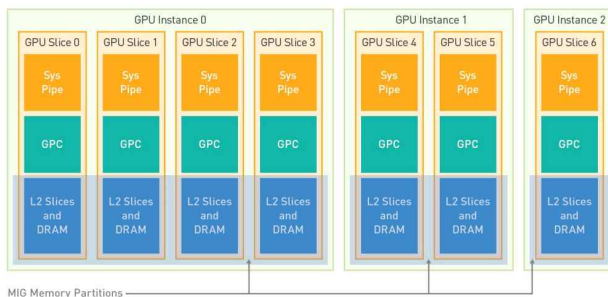 GPU Instance 0
GPU Instance 1
GPU Instance 2
GPU Slice 0
GPU Slice 1
GPU Slice 2
GPU Slice 3
GPU Slice 4
GPU Slice 5
GPU Slice 6
Sys
Pipe
Sys
Pipe
Sys
Pipe
Sys
Pipe
Sys
Pipe
Sys
Pipe
Sys
Pipe
GPC
GPC
GPC
GPC
GPC
GPC
GPC
L2 Slices
and
DRAM
L2 Slices
and
DRAM
L2 Slices
and
DRAM
L2 Slices
and
DRAM
L2 Slices
and
DRAM
L2 Slices
and
DRAM
L2 Slices
and
DRAM
MIG Memory Partitions